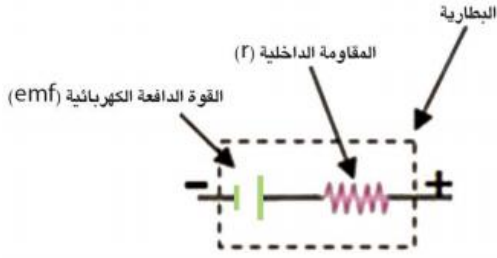 البطارية
المقاومة الداخلية (r)
القوة الدافعة الكهربائية (emf)
- +